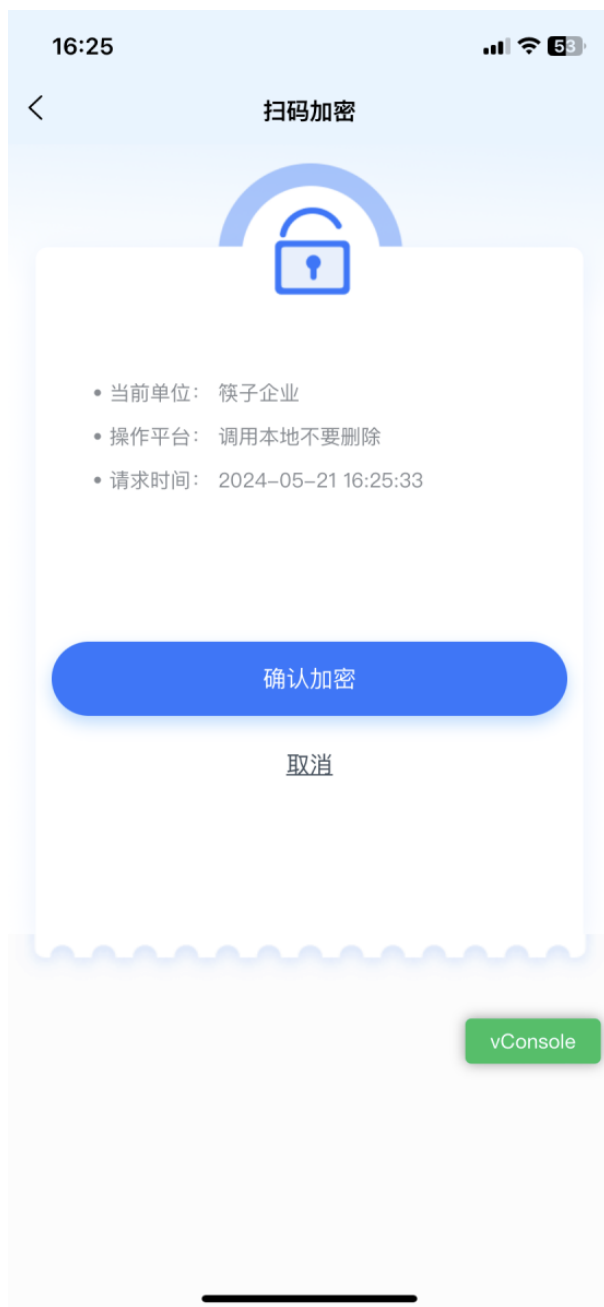 16:25
53
扫码加密
• 当前单位： 筷子企业
• 操作平台： 调用本地不要删除
• 请求时间： 2024-05-21 16:25:33
确认加密
取消
vConsole